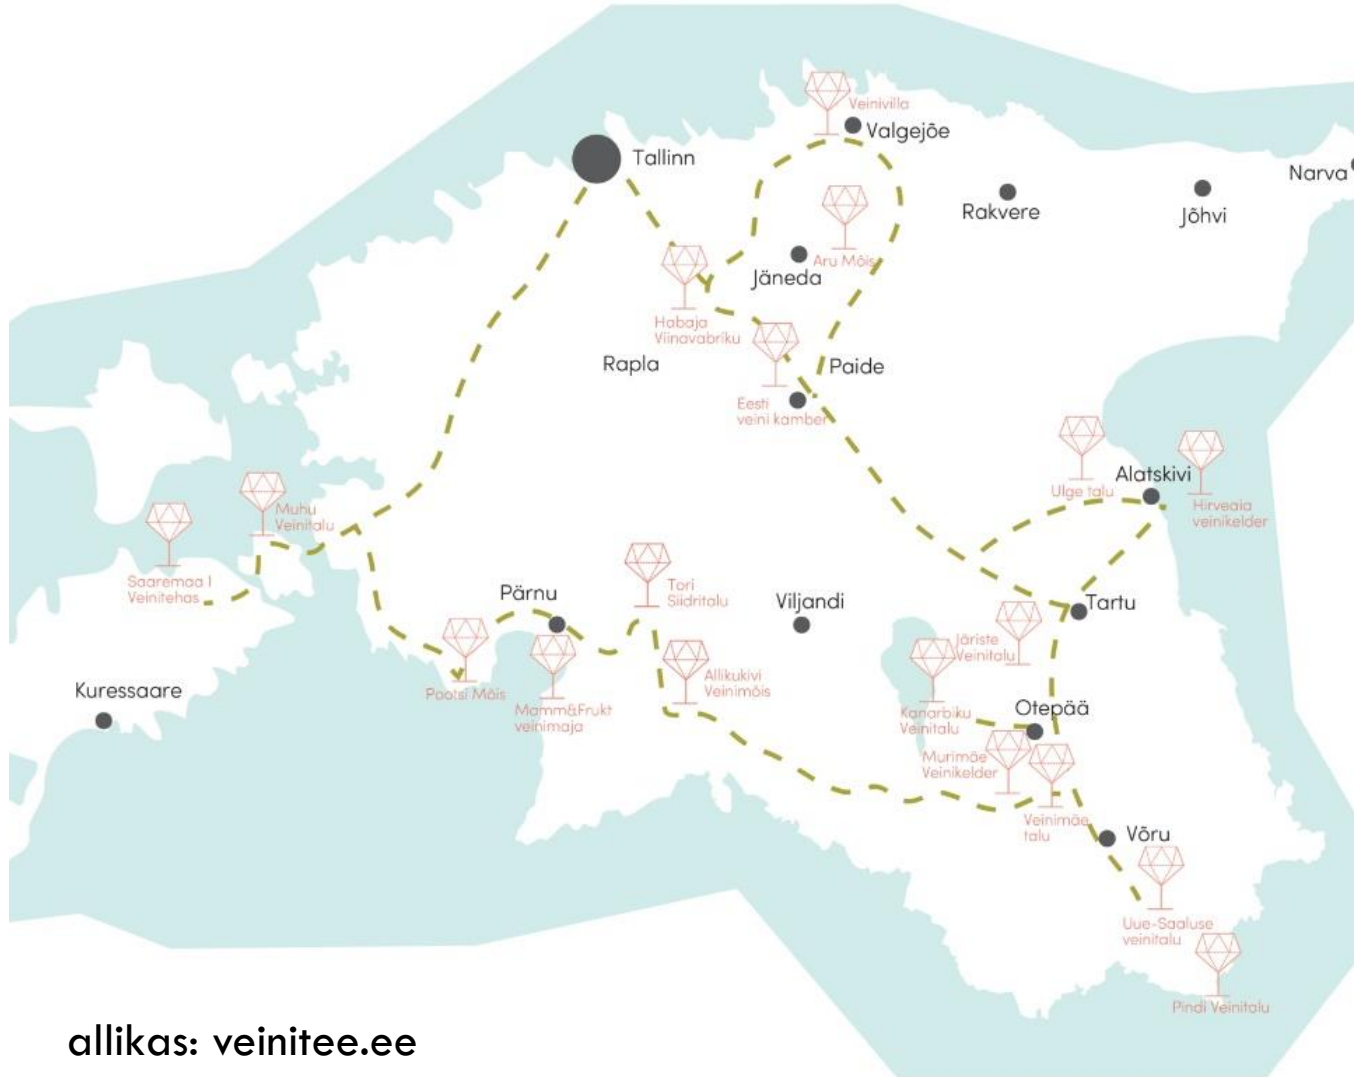 Veinivilla
Valgejõe
Tallinn
Narva
Rakvere
Jõhvi
Aru Mõis
Jäneda
Habaja
Viinavabriku
Rapla
Paide
Eesti
veini kamber
Alatskivi
Ulge talu
Hirveaia
veinikelder
Muhu
Veinitalu
Saaremaa I
Veinitehas
Pärnu
Tori
Siidritalu
Viljandi
Tartu
Järiste
Veinitalu
Kuressaare
Pootsi Mõis
Mamm&Frukt
veinimaja
Allikukivi
Veinimõis
Kanarbiku
Veinitalu
Otepää
Murimäe
Veinikelder
Veinimäe
talu
Võru
Uue-Saaluse
veinitalu
Pindi Veinitalu
allikas: veinitee.ee